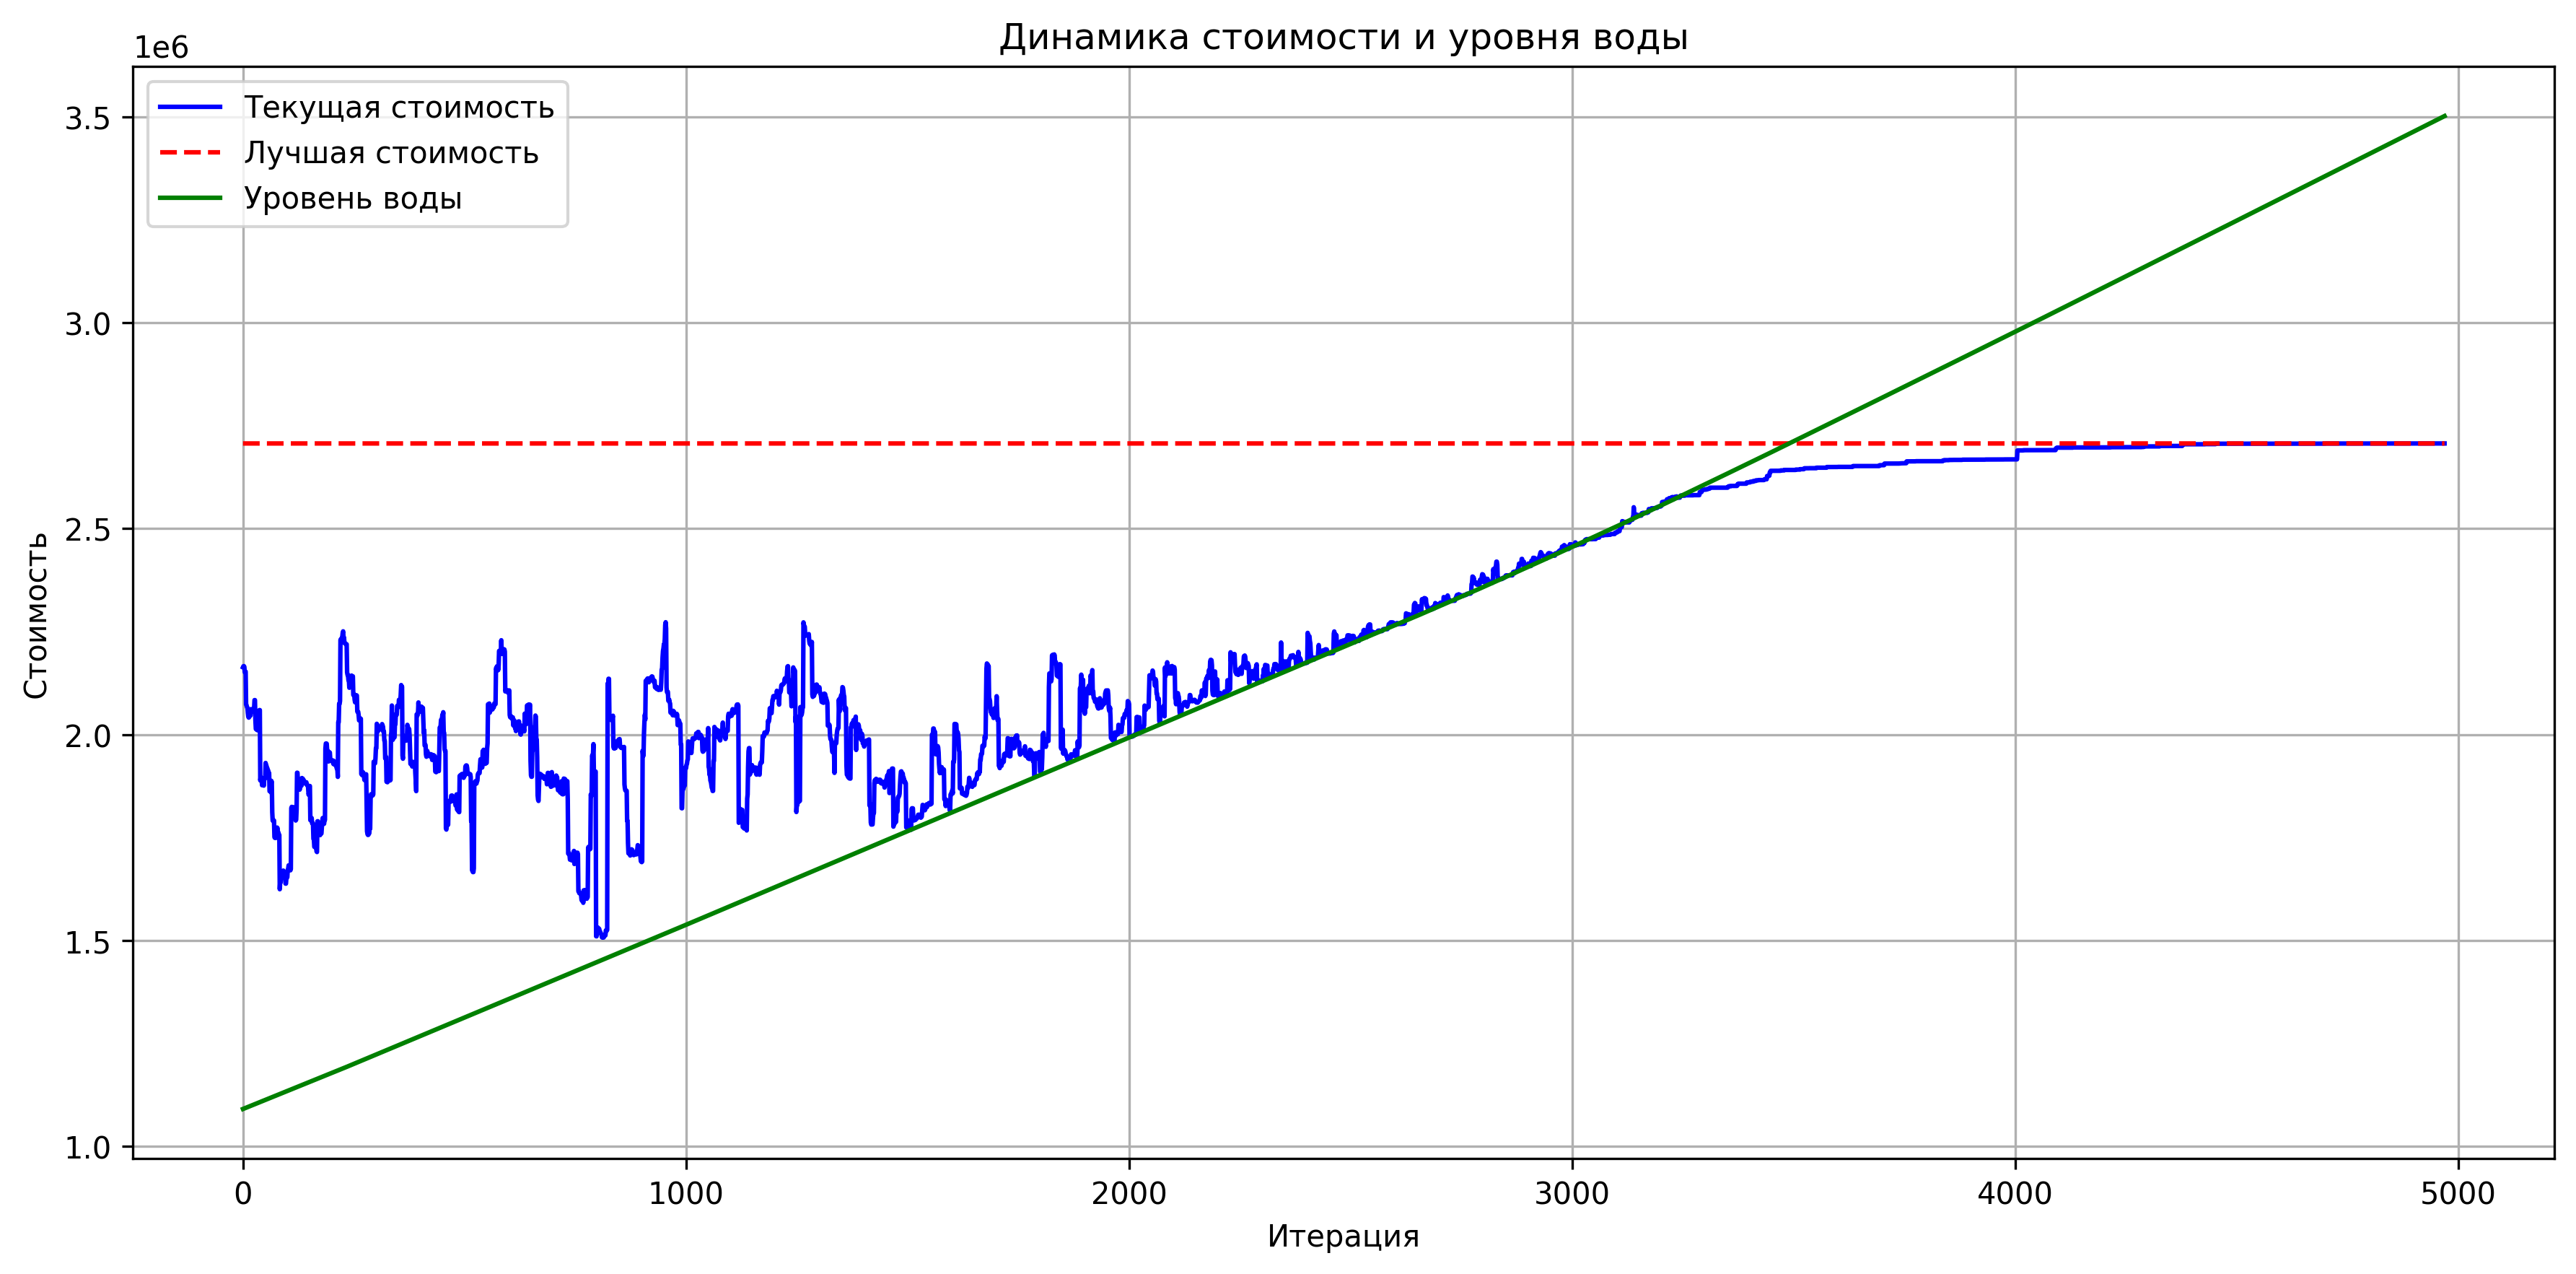 Динамика стоимости и уровня воды
1e6
Текущая стоимость
Лучшая стоимость
Уровень воды
3.5
3.0
2.5
2.0
1.5
1.0
Стоимость
0 1000 2000 3000 4000 5000
Итерация